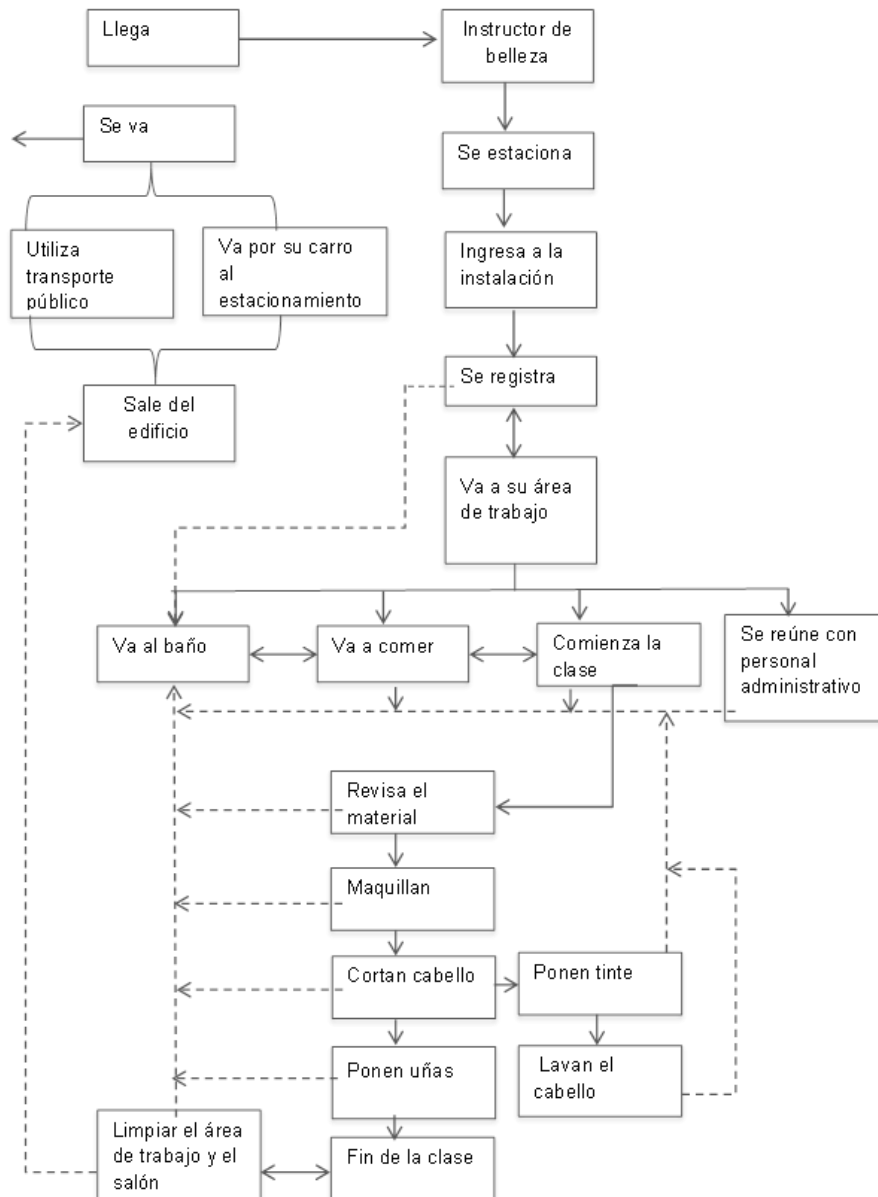 Llega
Instructor de
belleza
Se va
Se estaciona
Utiliza
transporte
público
Va por su carro
al
estacionamiento
Ingresa a la
instalación
Se registra
Sale del
edificio
Va a su área
de trabajo
Va al baño
Va a comer
Comienza la
clase
Se reúne con
personal
administrativo
Revisa el
material
Maquillan
Cortan cabello
Ponen tinte
Ponen uñas
Lavan el
cabello
Limpiar el área
de trabajo y el
salón
Fin de la clase